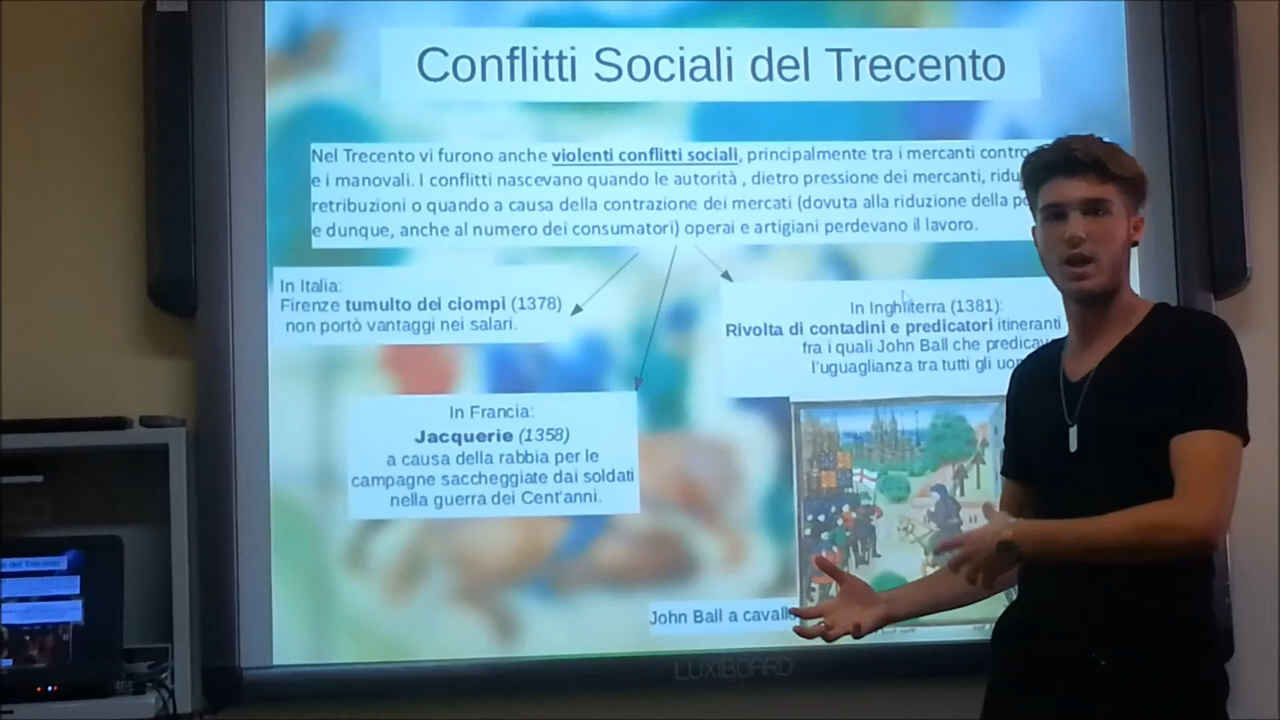 Conflitti Sociali del Trecento
Nel Trecento vi furono anche violenti conflitti sociali, principalmente tra i mercanti contro
e i manovali. I conflitti nascevano quando le autorità , dietro pressione dei mercanti,
retribuzioni o quando a causa della contrazione dei mercati (dovuta alla riduzione della
e dunque, anche al numero dei consumatori) operai e artigiani perdevano il lavoro.
In Italia:
Firenze tumulto dei ciompi (1378)
non portò vantaggi nei salari.
In Inghilterra (1381):
Rivolta di contadini e predicatori itineranti
fra i quali John Ball che
l'uguaglianza tra tutti gli
In Francia:
Jacquerie (1358)
a causa della rabbia per le
campagne saccheggiate dai soldati
nella guerra dei Cent'anni.
John Ball a cavallo
LUXIBOARD